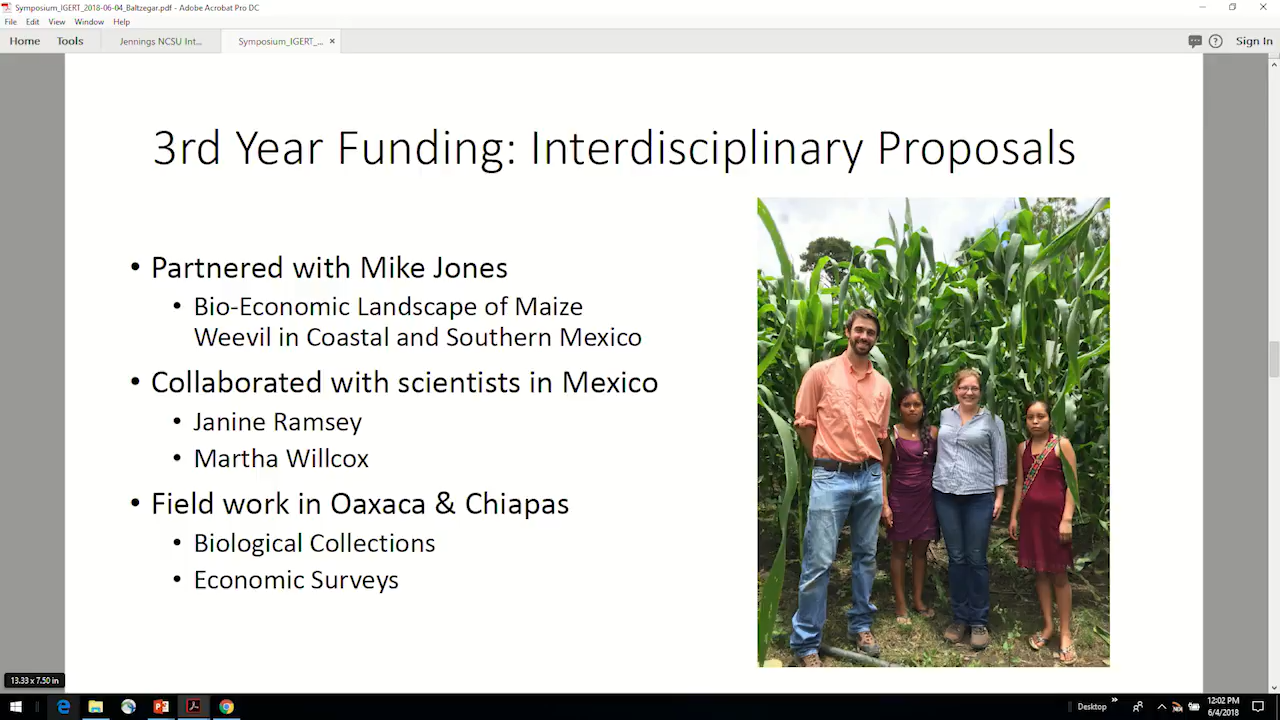 Symposium_IGERT_2018-06-04_Baltzegar.pdf - Adobe Acrobat Pro DC
File Edit View Window Help
Home Tools Jennings NCSU Int... Symposium_IGERT_... × Sign In
3rd Year Funding: Interdisciplinary Proposals
• Partnered with Mike Jones
• Bio-Economic Landscape of Maize
Weevil in Coastal and Southern Mexico
• Collaborated with scientists in Mexico
• Janine Ramsey
• Martha Willcox
• Field work in Oaxaca & Chiapas
• Biological Collections
• Economic Surveys
13.33 x 7.50 in
Desktop
12:02 PM
6/4/2018